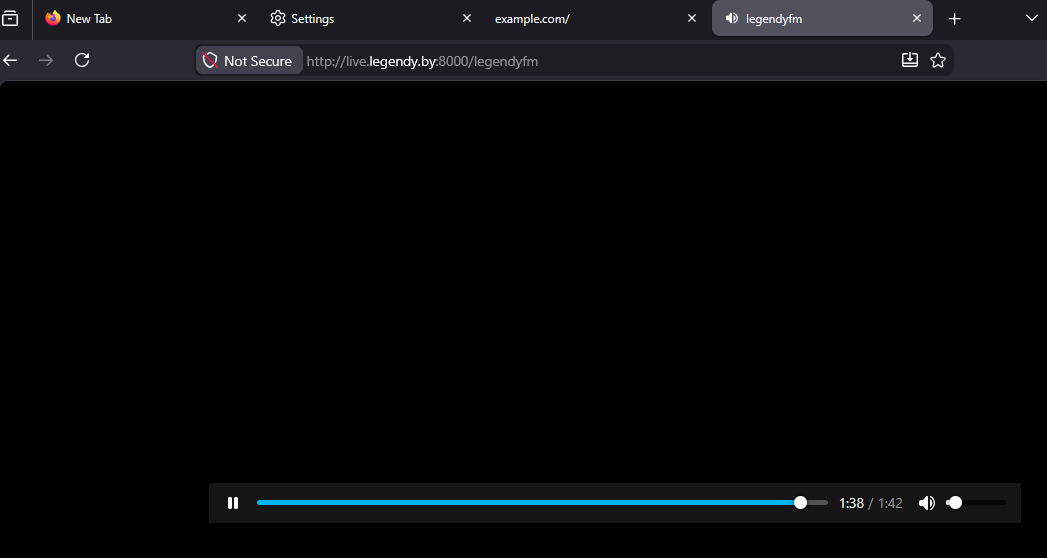 New Tab
Settings
example.com/
legendyfm
Not Secure
http://live.legendy.by:8000/legendyfm
1:38 / 1:42